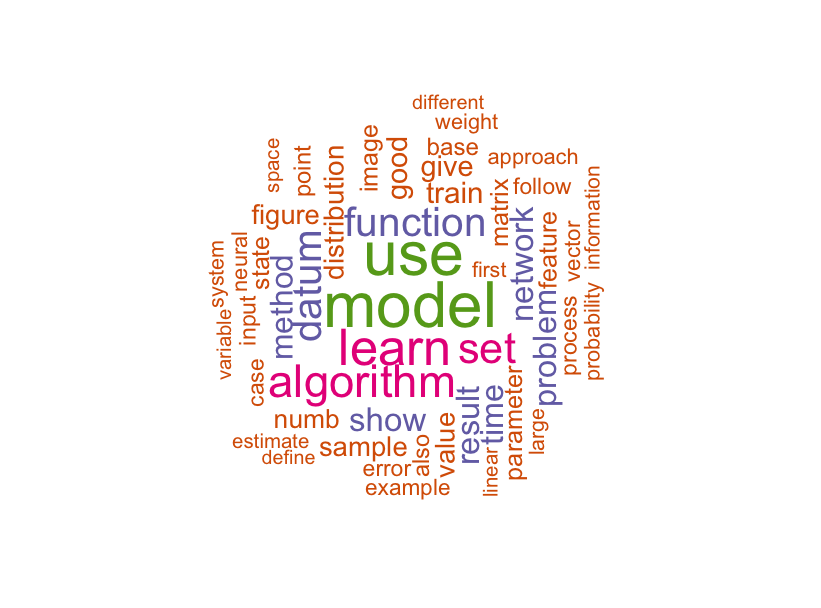 different
weight
base
approach
image
good
give
space
point
distribution
train
follow
matrix
information
figure
function
network
feature
vector
use
first
system
neural
state
datum
method
input
variable
model
problem
process
probability
learn
set
case
algorithm
result
time
parameter
large
numb
show
value
also
linear
estimate
define
sample
error
example